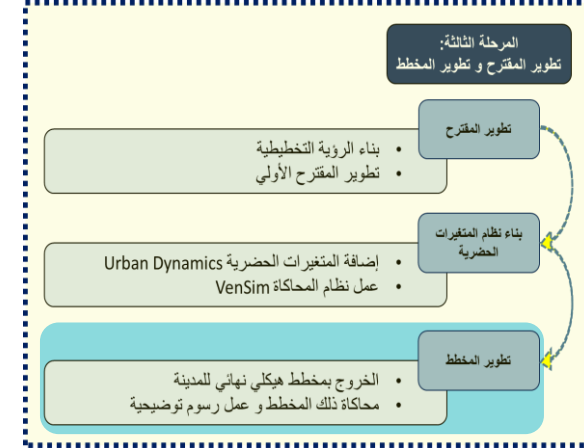 المرحلة الثالثة:
تطوير المقترح و تطوير المخطط
تطوير المقترح
• بناء الرؤية التخطيطية
• تطوير المقترح الأولي
بناء نظام المتغيرات
الحضرية
• إضافة المتغيرات الحضرية Urban Dynamics
• عمل نظام المحاكاة VenSim
تطوير المخطط
• الخروج بمخطط هيكلي نهائي للمدينة
• محاكاة ذلك المخطط و عمل رسوم توضيحية